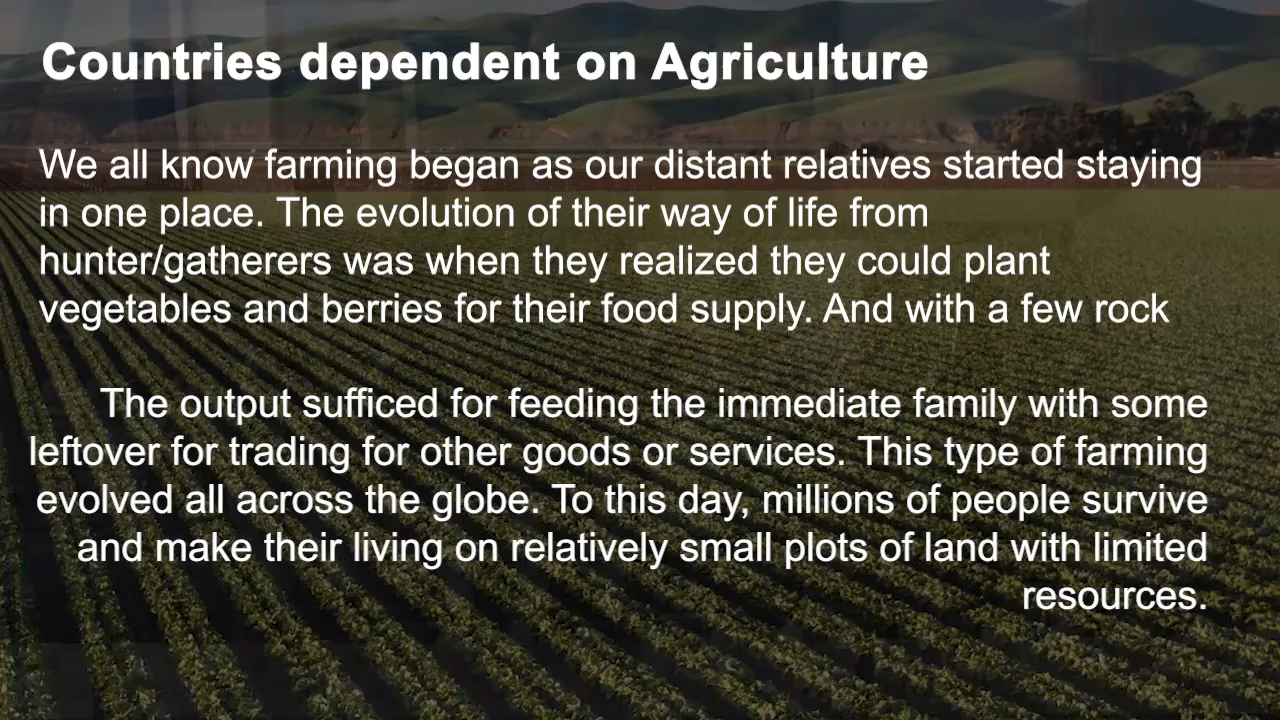 Countries dependent on Agriculture
We all know farming began as our distant relatives started staying
in one place. The evolution of their way of life from
hunter/gatherers was when they realized they could plant
vegetables and berries for their food supply. And with a few rock
The output sufficed for feeding the immediate family with some
leftover for trading for other goods or services. This type of farming
evolved all across the globe. To this day, millions of people survive
and make their living on relatively small plots of land with limited
resources.